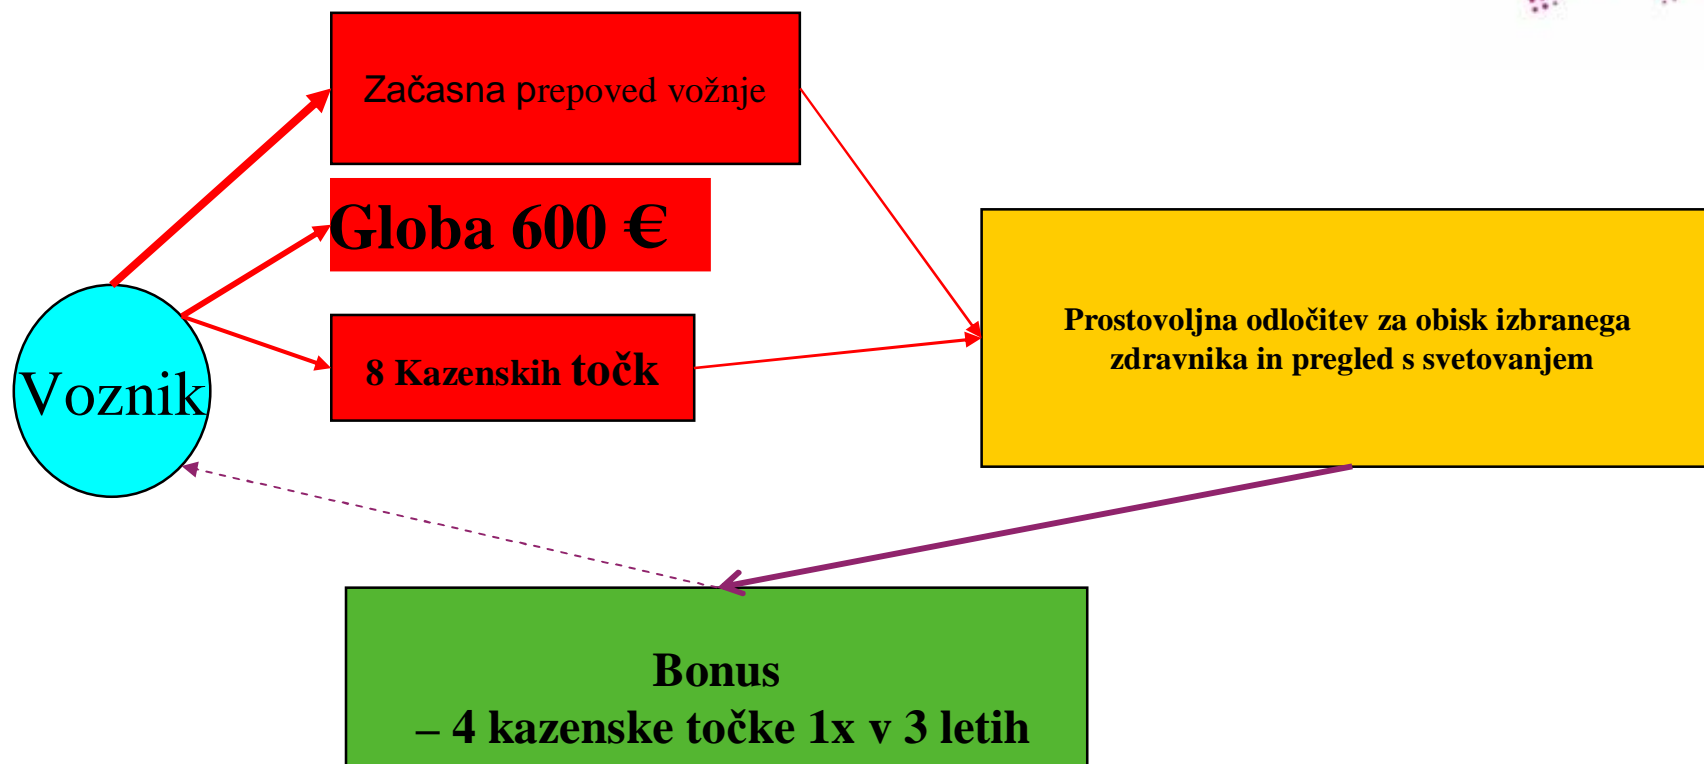 Začasna prepoved vožnje
Globa 600 €
8 Kazenskih točk
Voznik
Prostovoljna odločitev za obisk izbranega
zdravnika in pregled s svetovanjem
Bonus
– 4 kazenske točke 1x v 3 letih